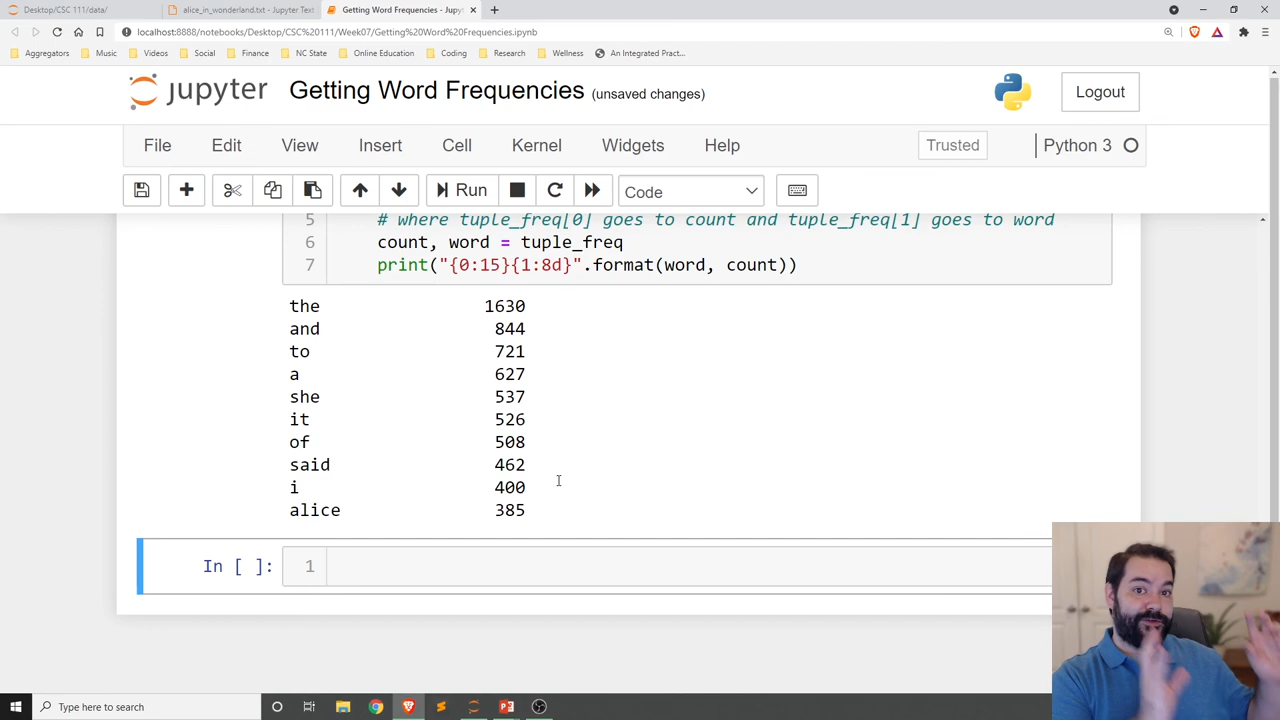 Desktop/CSC 111/data/
alice_in_wonderland.txt - Jupyter Text
Getting Word Frequencies - Jupyt
localhost:8888/notebooks/Desktop/CSC%20111/Week07/Getting%20Word%20Frequencies.ipynb
Aggregators Music Videos Social Finance NC State Online Education Coding Research Wellness An Integrated Pract...
jupyter Getting Word Frequencies (unsaved changes) Logout
File Edit View Insert Cell Kernel Widgets Help Trusted Python 3
Run Code
5 # where tuple_freq[0] goes to count and tuple_freq[1] goes to word
6 count, word = tuple_freq
7 print("{0:15}{1:8d}".format(word, count))
the 1630
and 844
to 721
a 627
she 537
it 526
of 508
said 462
i 400
alice 385
In [ ]: 1
Type here to search